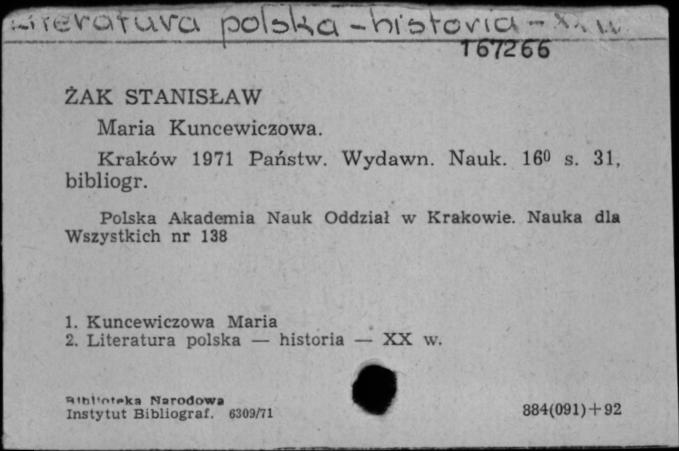 Literatura polska - historia - XX w.
167266
ŻAK STANISŁAW
Maria Kuncewiczowa.
Kraków 1971 Państw. Wydawn. Nauk. 16⁰ s. 31,
bibliogr.
Polska Akademia Nauk Oddział w Krakowie. Nauka dla
Wszystkich nr 138
1. Kuncewiczowa Maria
2. Literatura polska — historia — XX w.
Biblioteka Narodowa
Instytut Bibliograf. 6309/71
884(091)+92